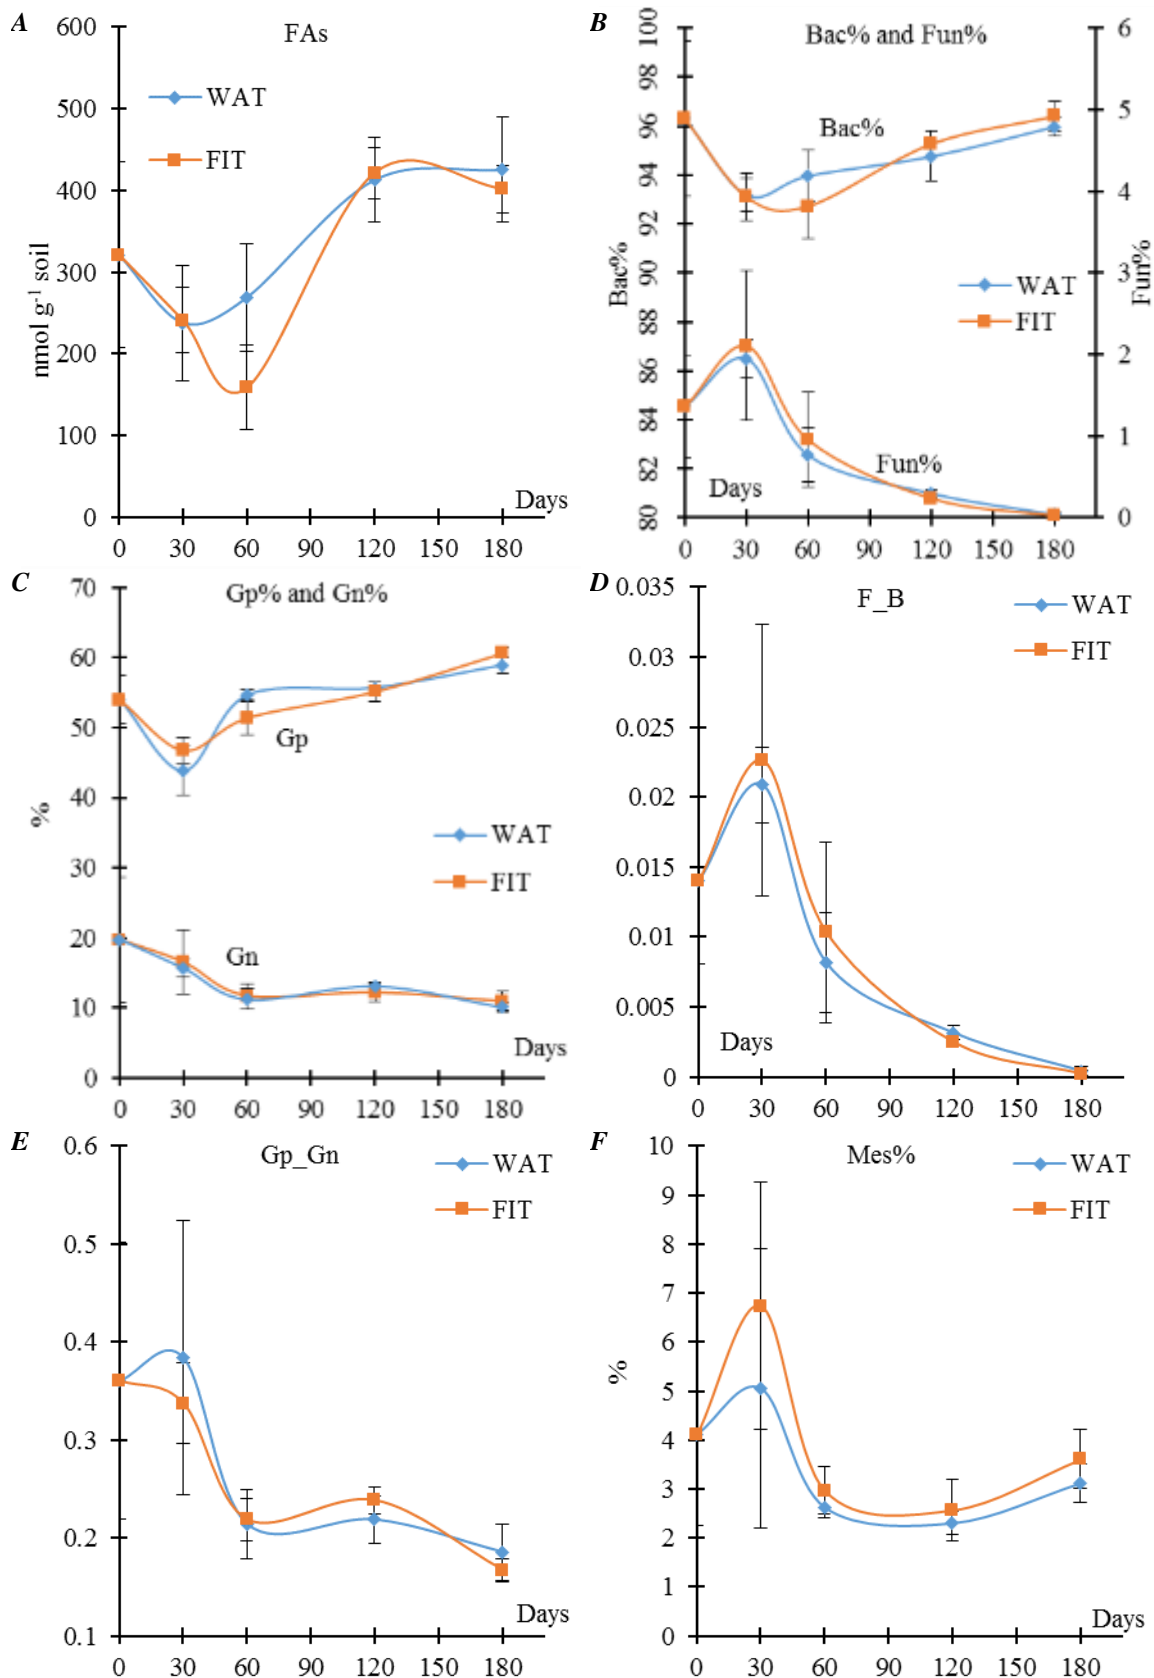 A
FAs
600
500
400
300
200
100
0
nmol g-1 soil
WAT
FIT
Days
0 30 60 90 120 150 180
B
Bac% and Fun%
100
98
96
94
92
90
88
86
84
82
80
Bac%
6
5
4
3
2
1
0
Fun%
Bac%
WAT
FIT
Fun%
Days
0 30 60 90 120 150 180
C
Gp% and Gn%
70
60
50
40
30
20
10
0
%
Gp
WAT
FIT
Gn
Days
0 30 60 90 120 150 180
D
F_B
0.035
0.03
0.025
0.02
0.015
0.01
0.005
0
WAT
FIT
Days
0 30 60 90 120 150 180
E
Gp_Gn
0.6
0.5
0.4
0.3
0.2
0.1
WAT
FIT
Days
0 30 60 90 120 150 180
F
Mes%
10
9
8
7
6
5
4
3
2
1
0
%
WAT
FIT
Days
0 30 60 90 120 150 180